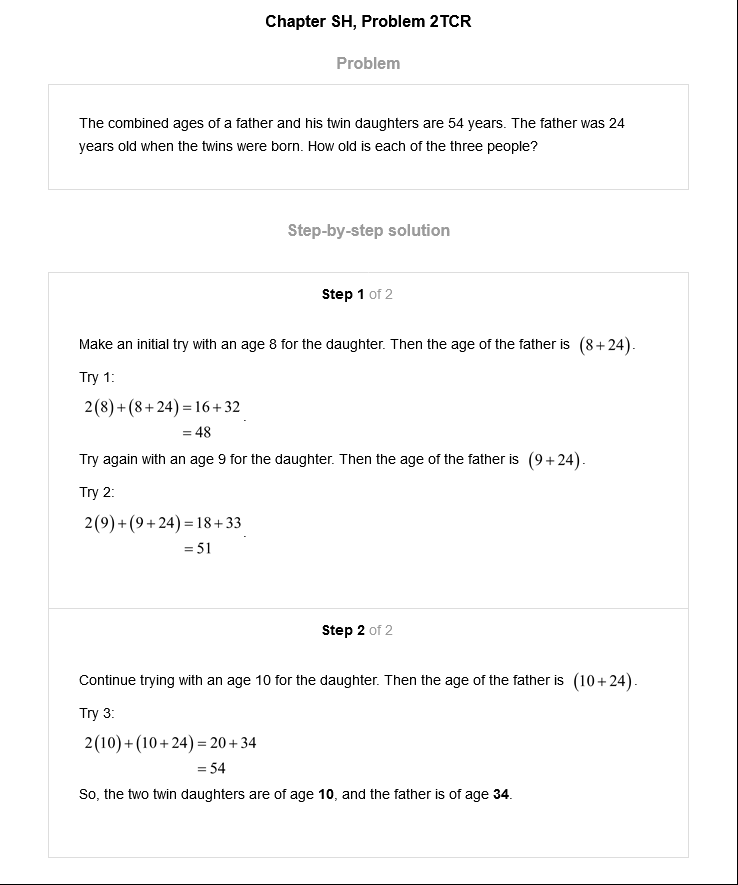 Chapter SH, Problem 2TCR
Problem
The combined ages of a father and his twin daughters are 54 years. The father was 24
years old when the twins were born. How old is each of the three people?
Step-by-step solution
Step 1 of 2
Make an initial try with an age 8 for the daughter. Then the age of the father is (8+24).
Try 1:
2(8)+(8+24)=16+32
=48.
Try again with an age 9 for the daughter. Then the age of the father is (9+24).
Try 2:
2(9)+(9+24)=18+33
=51.
Step 2 of 2
Continue trying with an age 10 for the daughter. Then the age of the father is (10+24).
Try 3:
2(10)+(10+24)=20+34
=54
So, the two twin daughters are of age 10, and the father is of age 34.